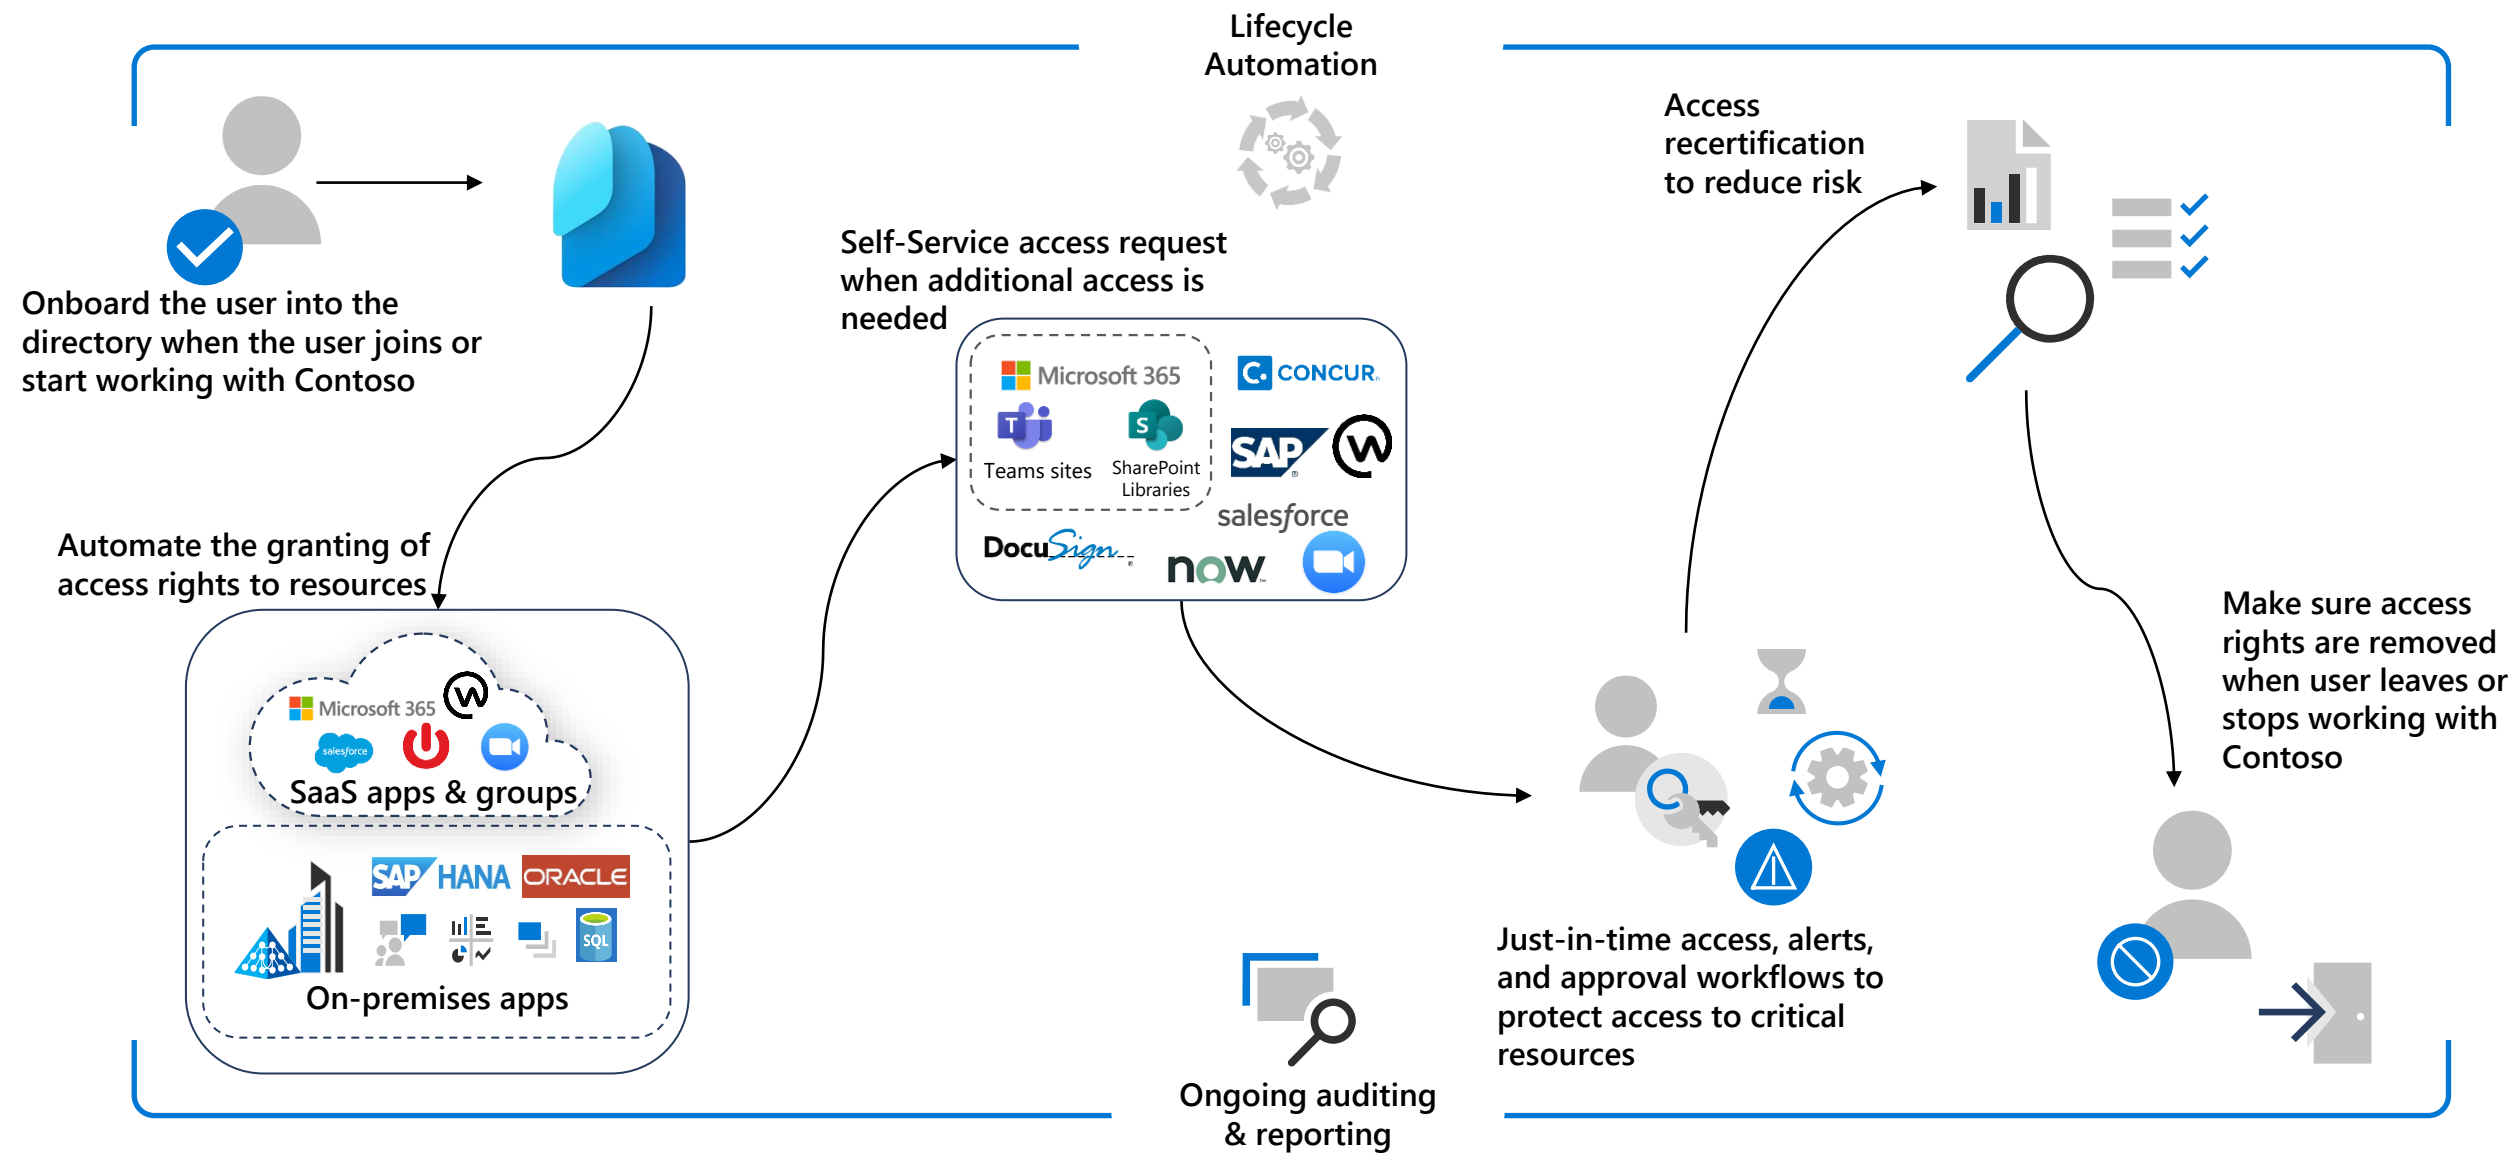 Lifecycle
Automation
Onboard the user into the
directory when the user joins or
start working with Contoso
Automate the granting of
access rights to resources
Microsoft 365
salesforce
SaaS apps & groups
SAP HANA
ORACLE
SQL
On-premises apps
Self-Service access request
when additional access is
needed
Microsoft 365
T
S
Teams sites
SharePoint
Libraries
C. CONCUR
SAP
salesforce
DocuSign
now
Just-in-time access, alerts,
and approval workflows to
protect access to critical
resources
Access
recertification
to reduce risk
Make sure access
rights are removed
when user leaves or
stops working with
Contoso
Ongoing auditing
& reporting